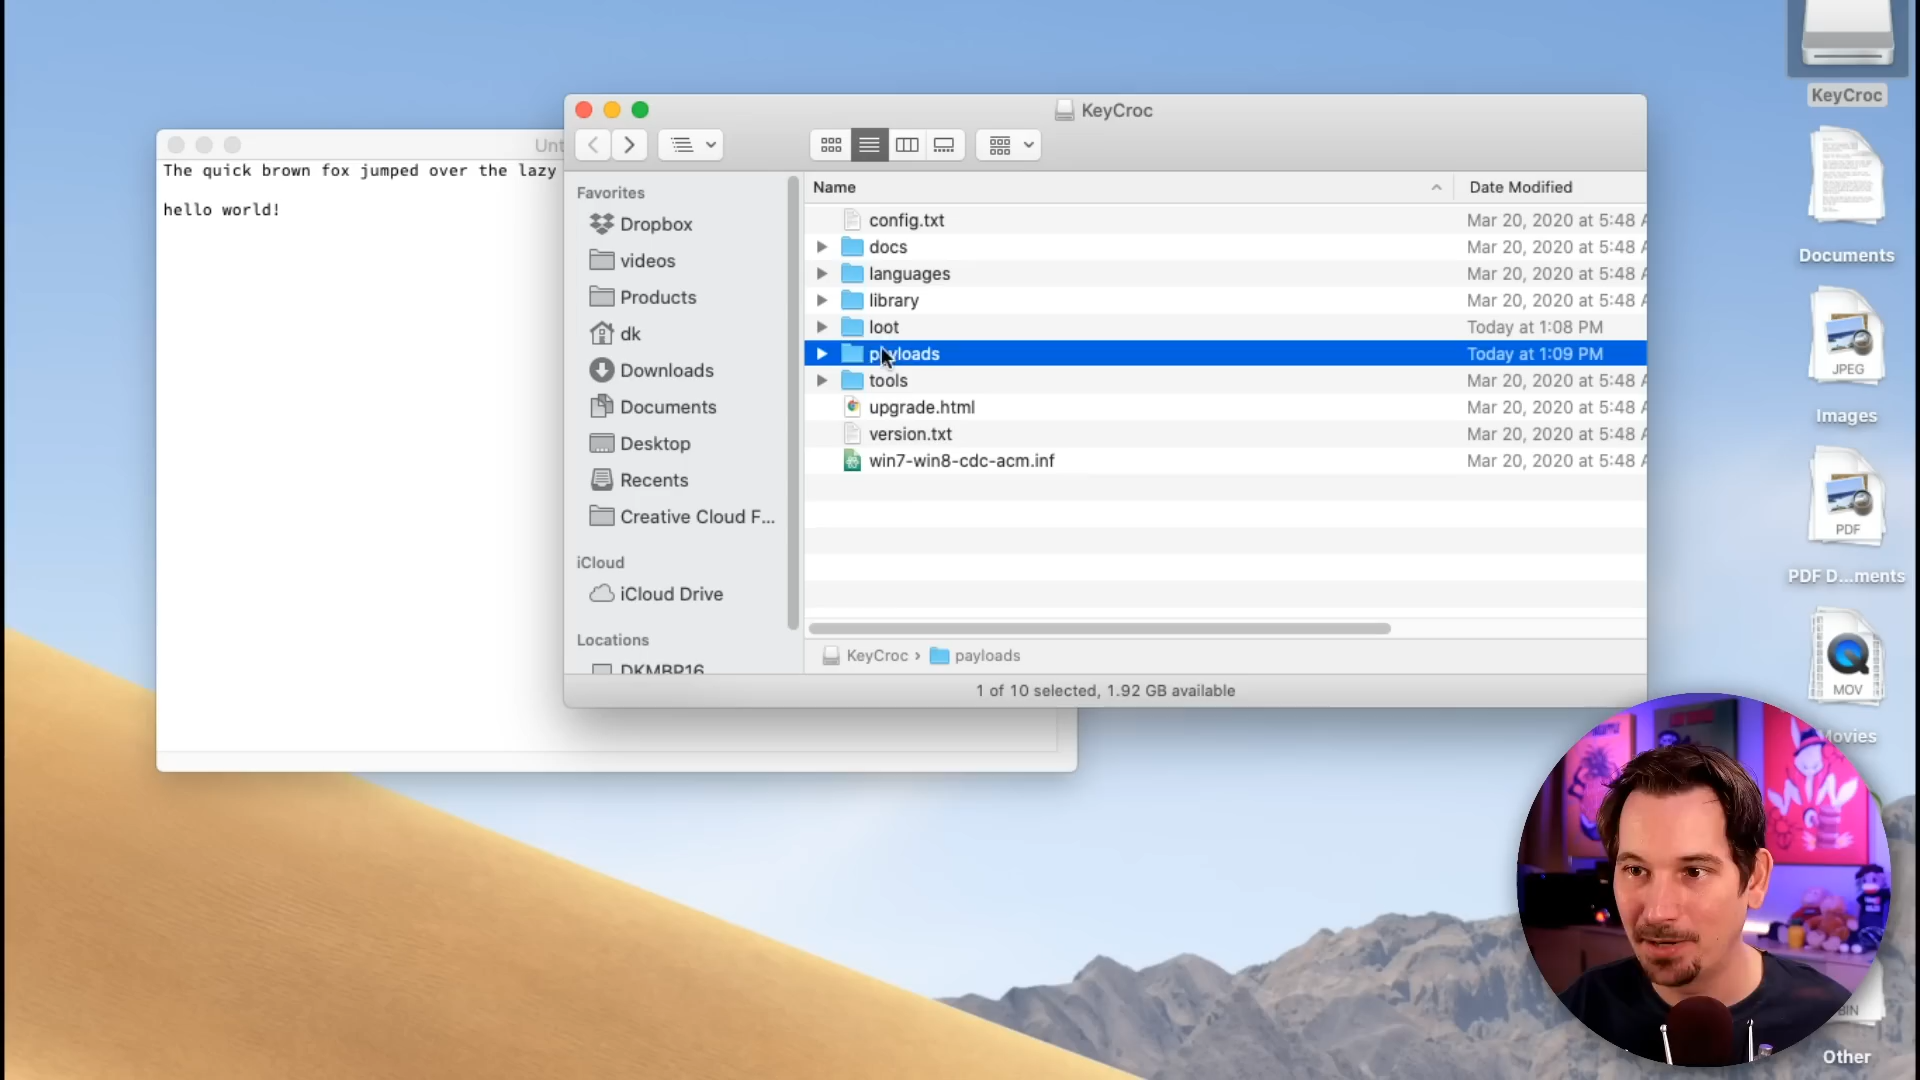 KeyCroc
KeyCroc
Unt
The quick brown fox jumped over the lazy
hello world!
Favorites
Dropbox
videos
Products
dk
Downloads
Documents
Desktop
Recents
Creative Cloud F...
iCloud
iCloud Drive
Locations
DKMBP16
Name
Date Modified
config.txt
Mar 20, 2020 at 5:48 A
docs
Mar 20, 2020 at 5:48 A
languages
Mar 20, 2020 at 5:48 A
library
Mar 20, 2020 at 5:48 A
loot
Today at 1:08 PM
payloads
Today at 1:09 PM
tools
Mar 20, 2020 at 5:48 A
upgrade.html
Mar 20, 2020 at 5:48 A
version.txt
Mar 20, 2020 at 5:48 A
win7-win8-cdc-acm.inf
Mar 20, 2020 at 5:48 A
KeyCroc › payloads
1 of 10 selected, 1.92 GB available
Documents
JPEG
Images
PDF
PDF D...ments
MOV
Movies
BIN
Other